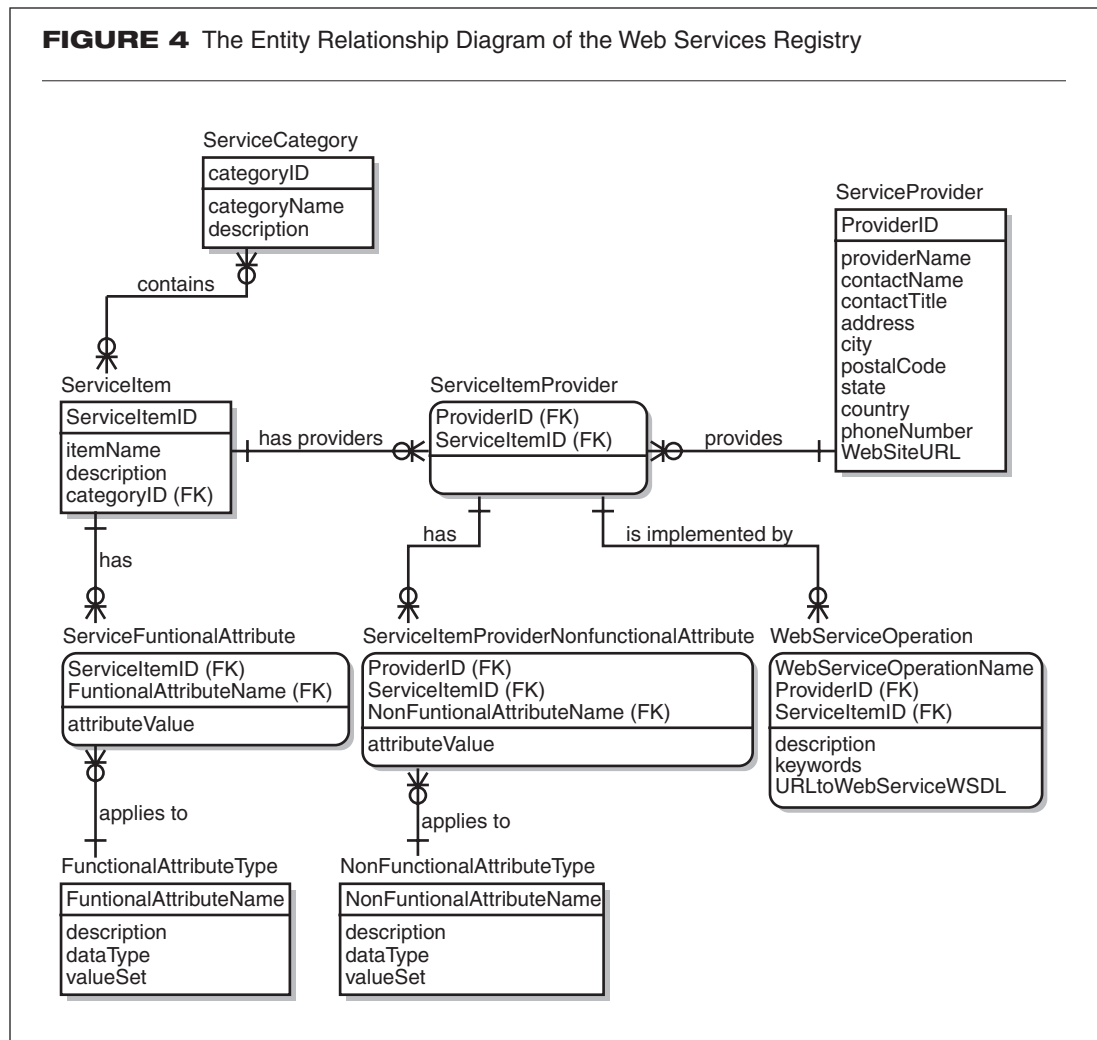 FIGURE 4 The Entity Relationship Diagram of the Web Services Registry
ServiceCategory
categoryID
categoryName
description
contains
ServiceProvider
ProviderID
providerName
contactName
contactTitle
address
city
postalCode
state
country
phoneNumber
WebSiteURL
ServiceItem
ServiceItemID
itemName
description
categoryID (FK)
has providers
ServiceItemProvider
ProviderID (FK)
ServiceItemID (FK)
provides
has
has
is implemented by
ServiceFuntionalAttribute
ServiceItemID (FK)
FuntionalAttributeName (FK)
attributeValue
ServiceItemProviderNonfunctionalAttribute
ProviderID (FK)
ServiceItemID (FK)
NonFuntionalAttributeName (FK)
attributeValue
WebServiceOperation
WebServiceOperationName
ProviderID (FK)
ServiceItemID (FK)
description
keywords
URLtoWebServiceWSDL
applies to
applies to
FunctionalAttributeType
FuntionalAttributeName
description
dataType
valueSet
NonFunctionalAttributeType
NonFuntionalAttributeName
description
dataType
valueSet